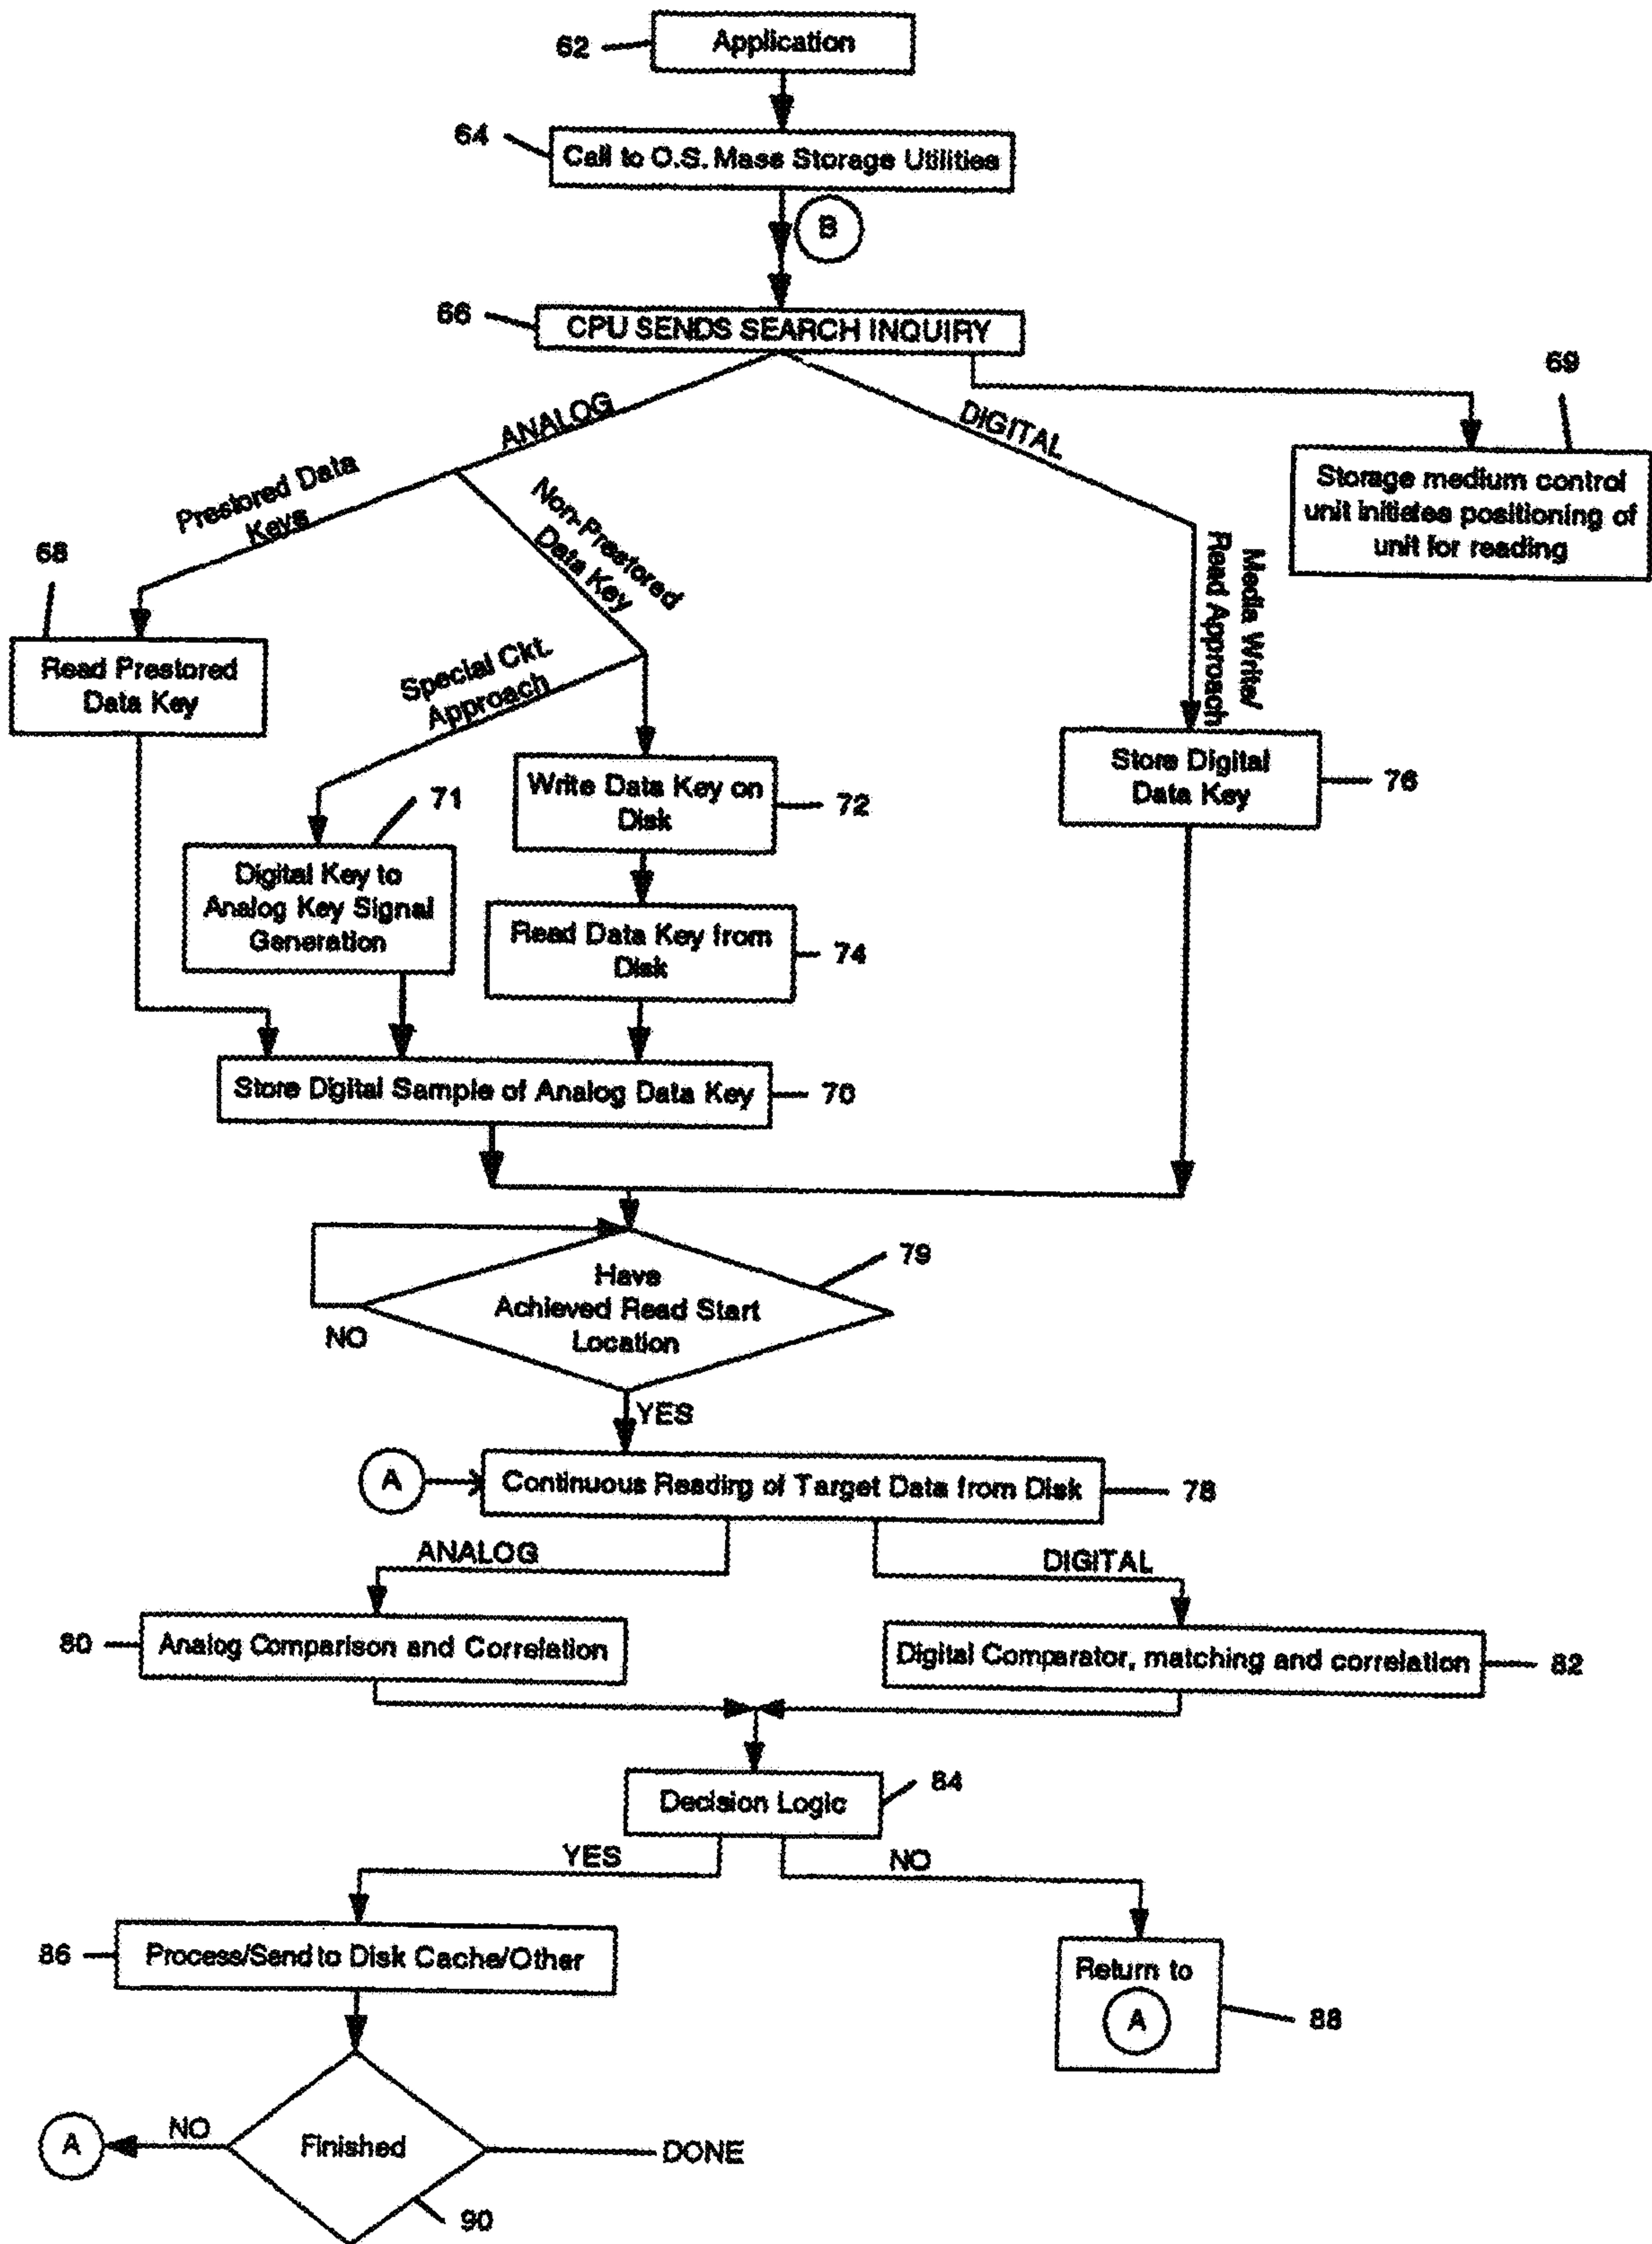 62
Application
64
Call to O.S. Mass Storage Utilities
B
66
CPU SENDS SEARCH INQUIRY
69
ANALOG
DIGITAL
Storage medium control
unit initiates positioning of
unit for reading
Prestored Data
Keys
Non-Prestored
Data Key
Media Write/
Read Approach
68
Read Prestored
Data Key
Special Ckt.
Approach
71
Write Data Key on
Disk
72
Store Digital
Data Key
76
Digital Key to
Analog Key Signal
Generation
Read Data Key from
Disk
74
Store Digital Sample of Analog Data Key
70
79
Have
Achieved Read Start
Location
NO
YES
A
Continuous Reading of Target Data from Disk
78
ANALOG
DIGITAL
80
Analog Comparison and Correlation
Digital Comparator, matching and correlation
82
84
Decision Logic
YES
NO
86
Process/Send to Disk Cache/Other
Return to
A
88
A
NO
Finished
DONE
90